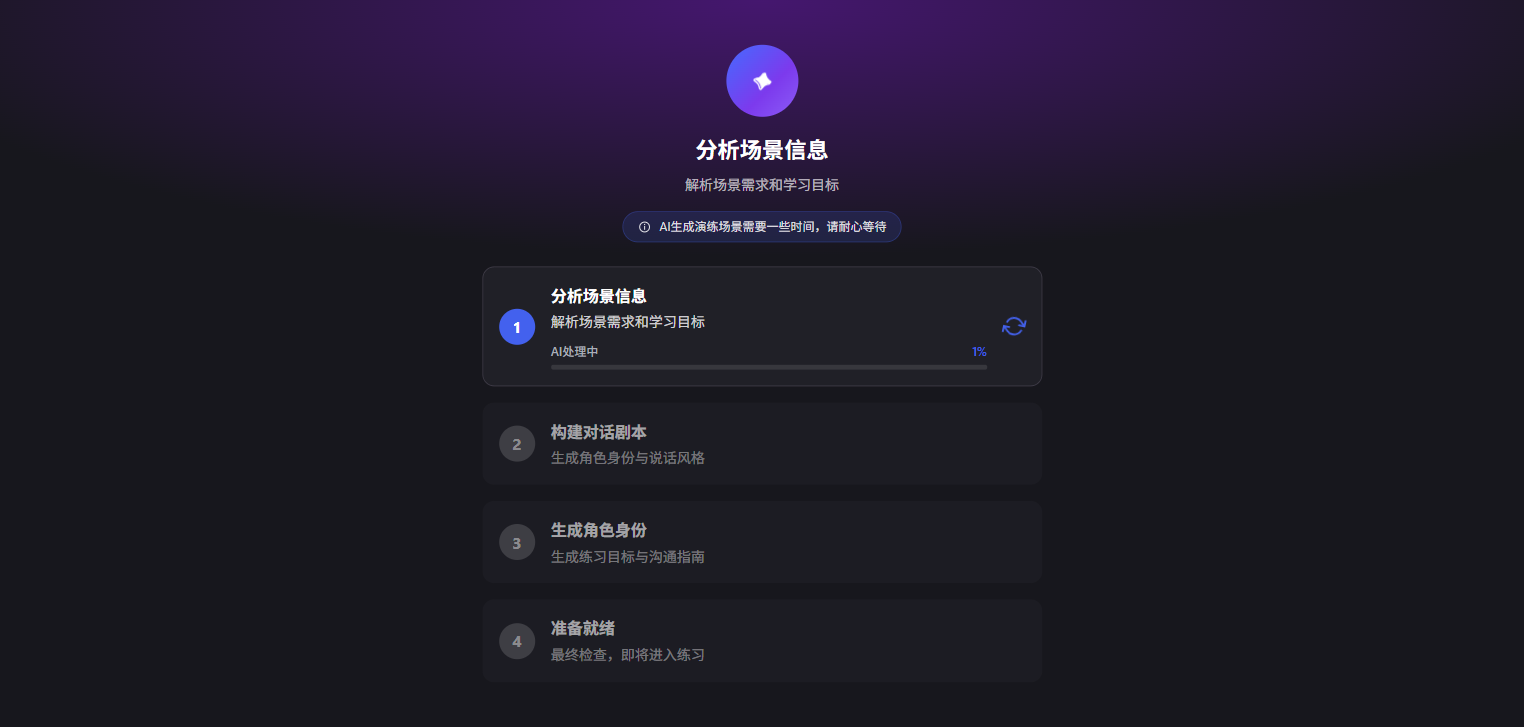 分析场景信息
解析场景需求和学习目标
AI生成演练场景需要一些时间，请耐心等待
1
分析场景信息
解析场景需求和学习目标
AI处理中 1%
2
构建对话剧本
生成角色身份与说话风格
3
生成角色身份
生成练习目标与沟通指南
4
准备就绪
最终检查，即将进入练习